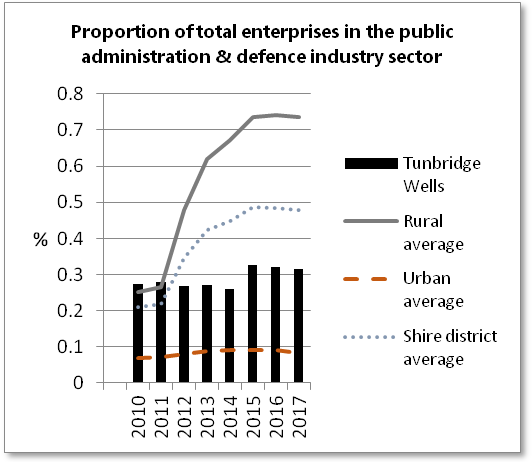 Proportion of total enterprises in the public
administration & defence industry sector
0.8
0.7
0.6
0.5
0.4
0.3
0.2
0.1
0
%
2010
2011
2012
2013
2014
2015
2016
2017
Tunbridge
Wells
Rural
average
Urban
average
Shire district
average